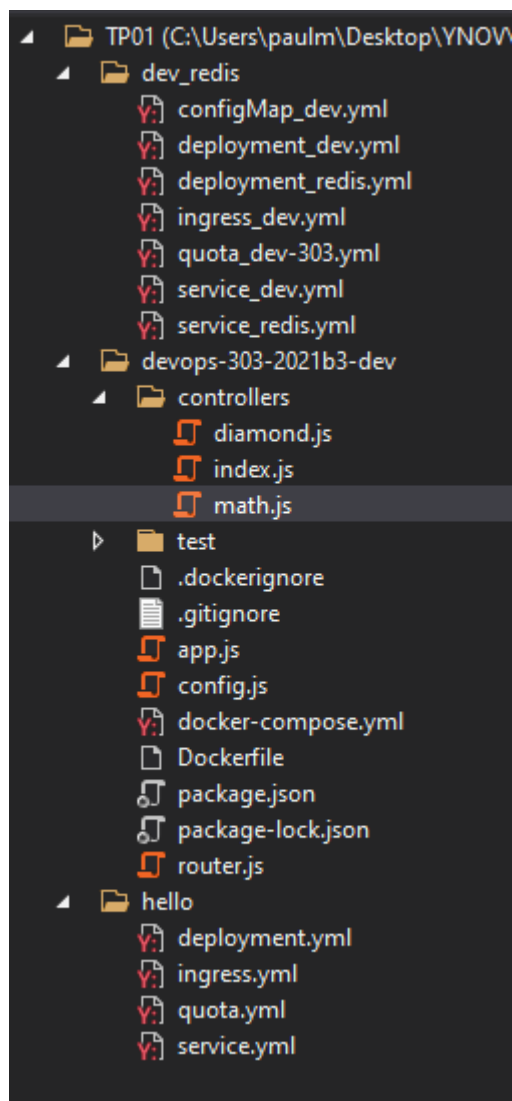 TP01 (C:\Users\paulm\Desktop\YNOV\
dev_redis
configMap_dev.yml
deployment_dev.yml
deployment_redis.yml
ingress_dev.yml
quota_dev-303.yml
service_dev.yml
service_redis.yml
devops-303-2021b3-dev
controllers
diamond.js
index.js
math.js
test
.dockerignore
.gitignore
app.js
config.js
docker-compose.yml
Dockerfile
package.json
package-lock.json
router.js
hello
deployment.yml
ingress.yml
quota.yml
service.yml